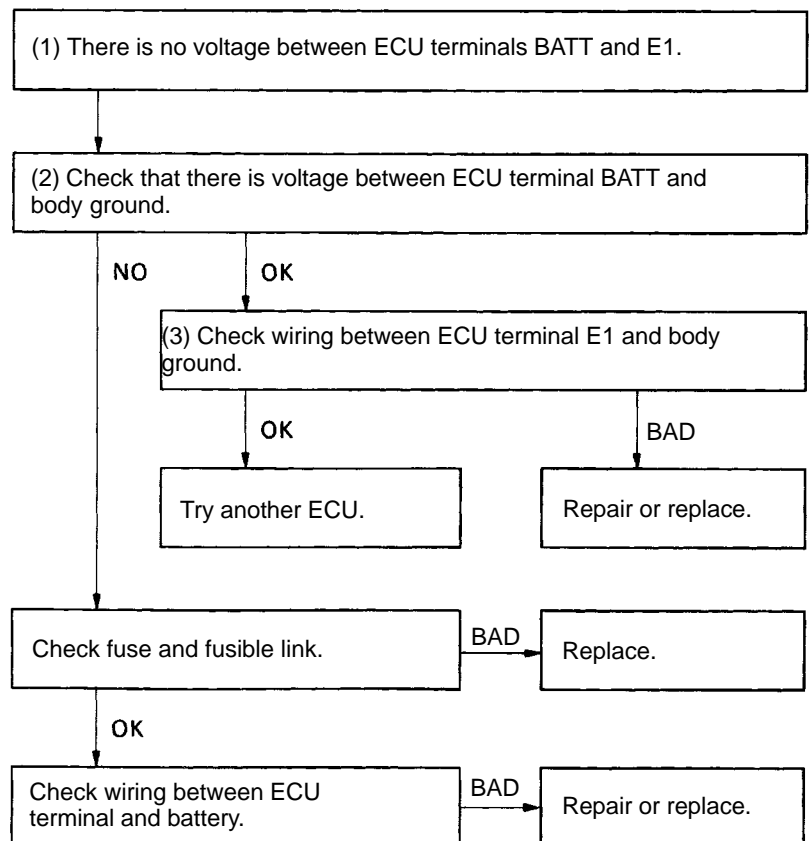 (1) There is no voltage between ECU terminals BATT and E1.
(2) Check that there is voltage between ECU terminal BATT and
body ground.
NO
OK
(3) Check wiring between ECU terminal E1 and body
ground.
OK
BAD
Try another ECU.
Repair or replace.
Check fuse and fusible link.
BAD
Replace.
OK
Check wiring between ECU
terminal and battery.
BAD
Repair or replace.